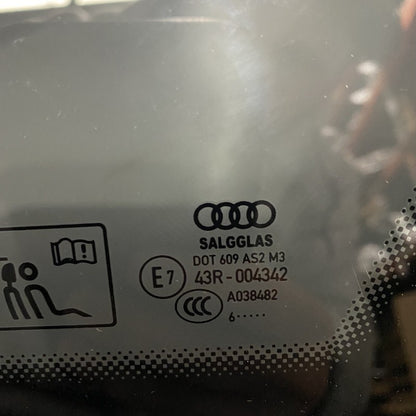 SALGGLAS
DOT 609 AS2 M3
E7 43R-004342
CCC A038482
6·····